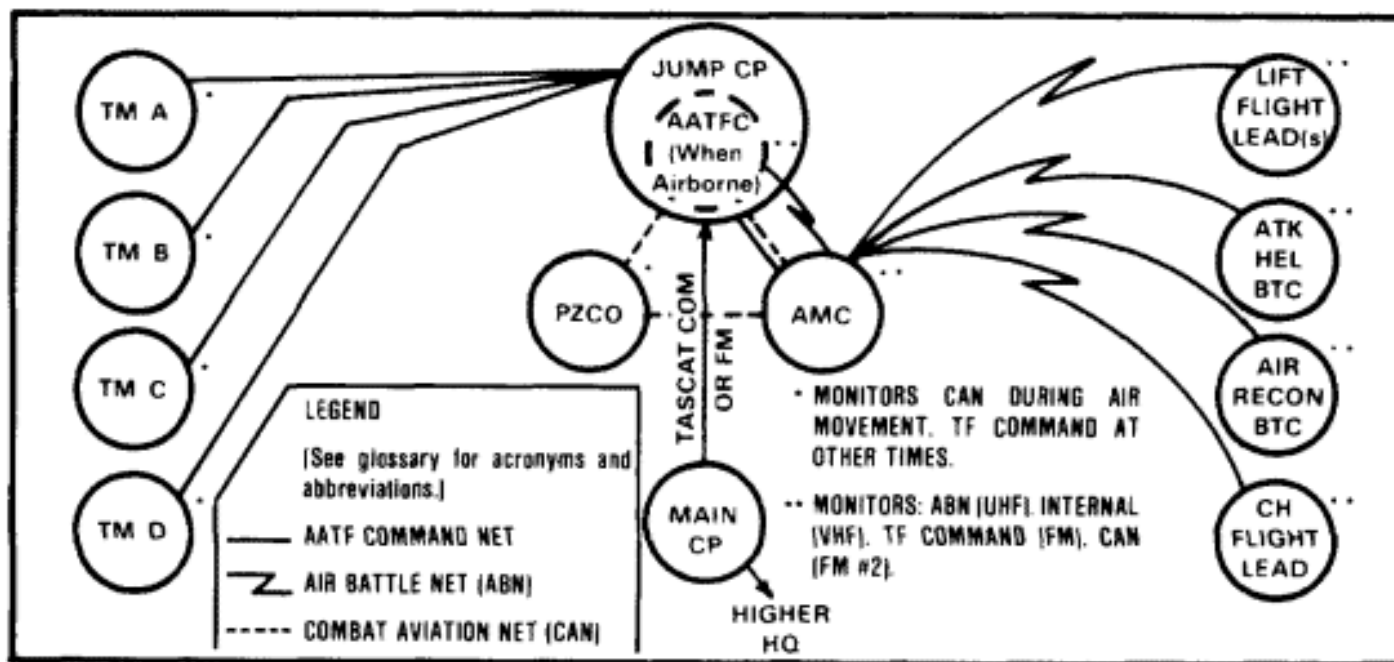 TM A
TM B
TM C
TM D
JUMP CP
AATFC
(When
Airborne)
PZCO
AMC
TASCAT COM
OR FM
MAIN
CP
HIGHER
HQ
LIFT
FLIGHT
LEAD(s)
ATK
HEL
BTC
AIR
RECON
BTC
CH
FLIGHT
LEAD
LEGEND
(See glossary for acronyms and
abbreviations.)
AATF COMMAND NET
AIR BATTLE NET (ABN)
COMBAT AVIATION NET (CAN)
· MONITORS CAN DURING AIR
MOVEMENT. TF COMMAND AT
OTHER TIMES.
·· MONITORS: ABN (UHF). INTERNAL
(VHF). TF COMMAND (FM). CAN
(FM #2).